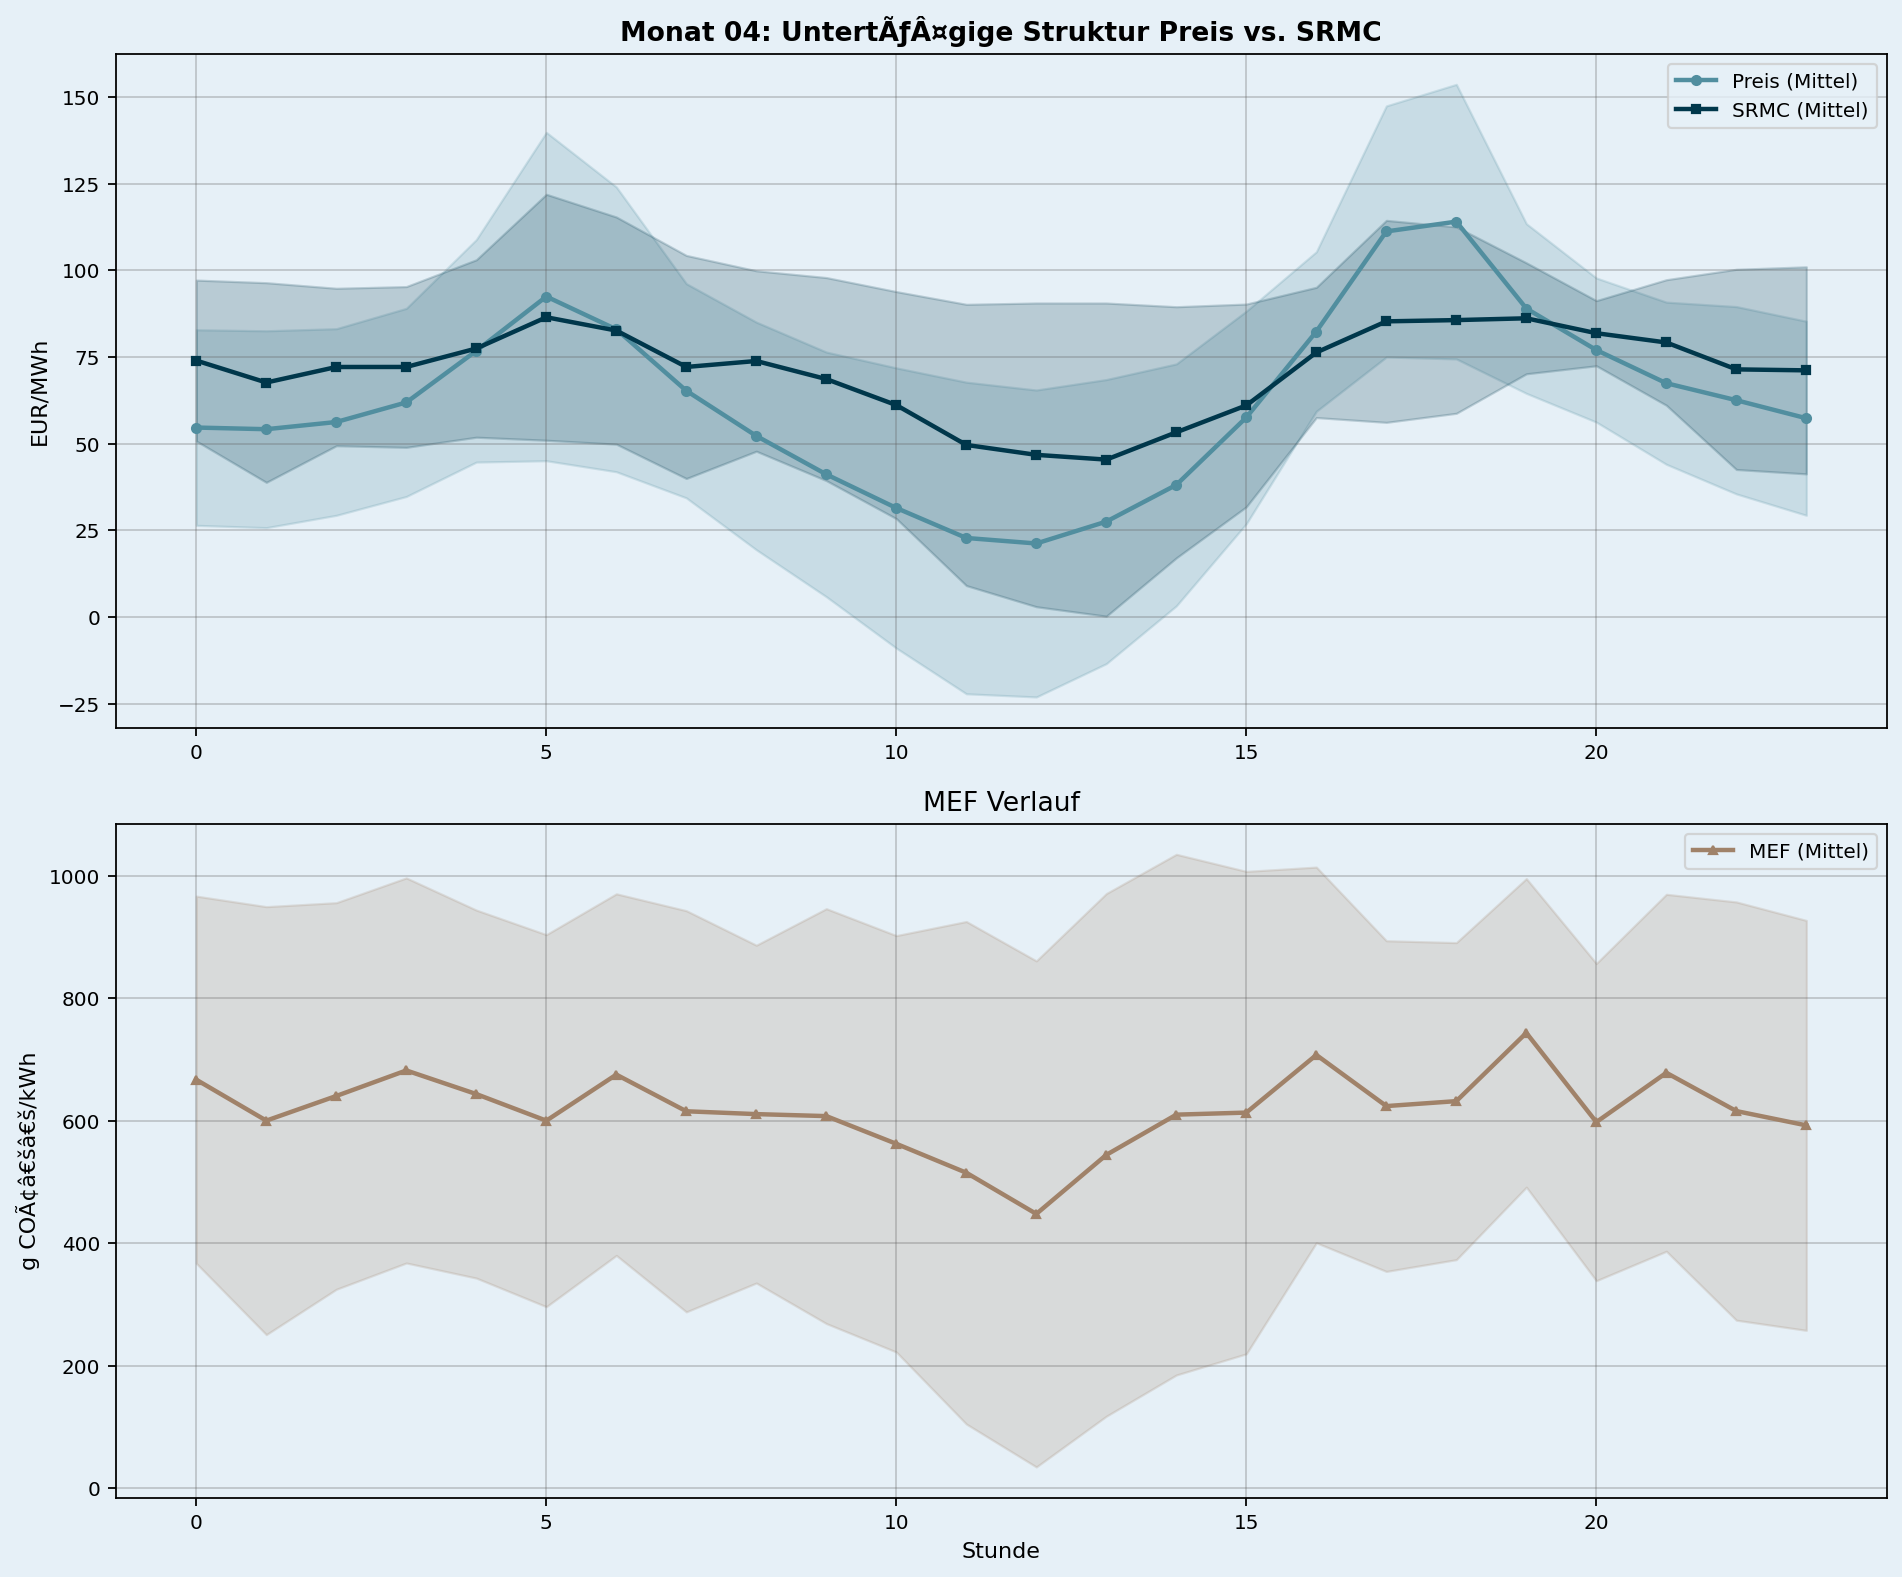 Monat 04: UntertÃƒÂ¤gige Struktur Preis vs. SRMC
Preis (Mittel)
SRMC (Mittel)
EUR/MWh
150
125
100
75
50
25
0
−25
0 5 10 15 20
MEF Verlauf
MEF (Mittel)
g COÃ¢â€šâ€š/kWh
1000
800
600
400
200
0
0 5 10 15 20
Stunde